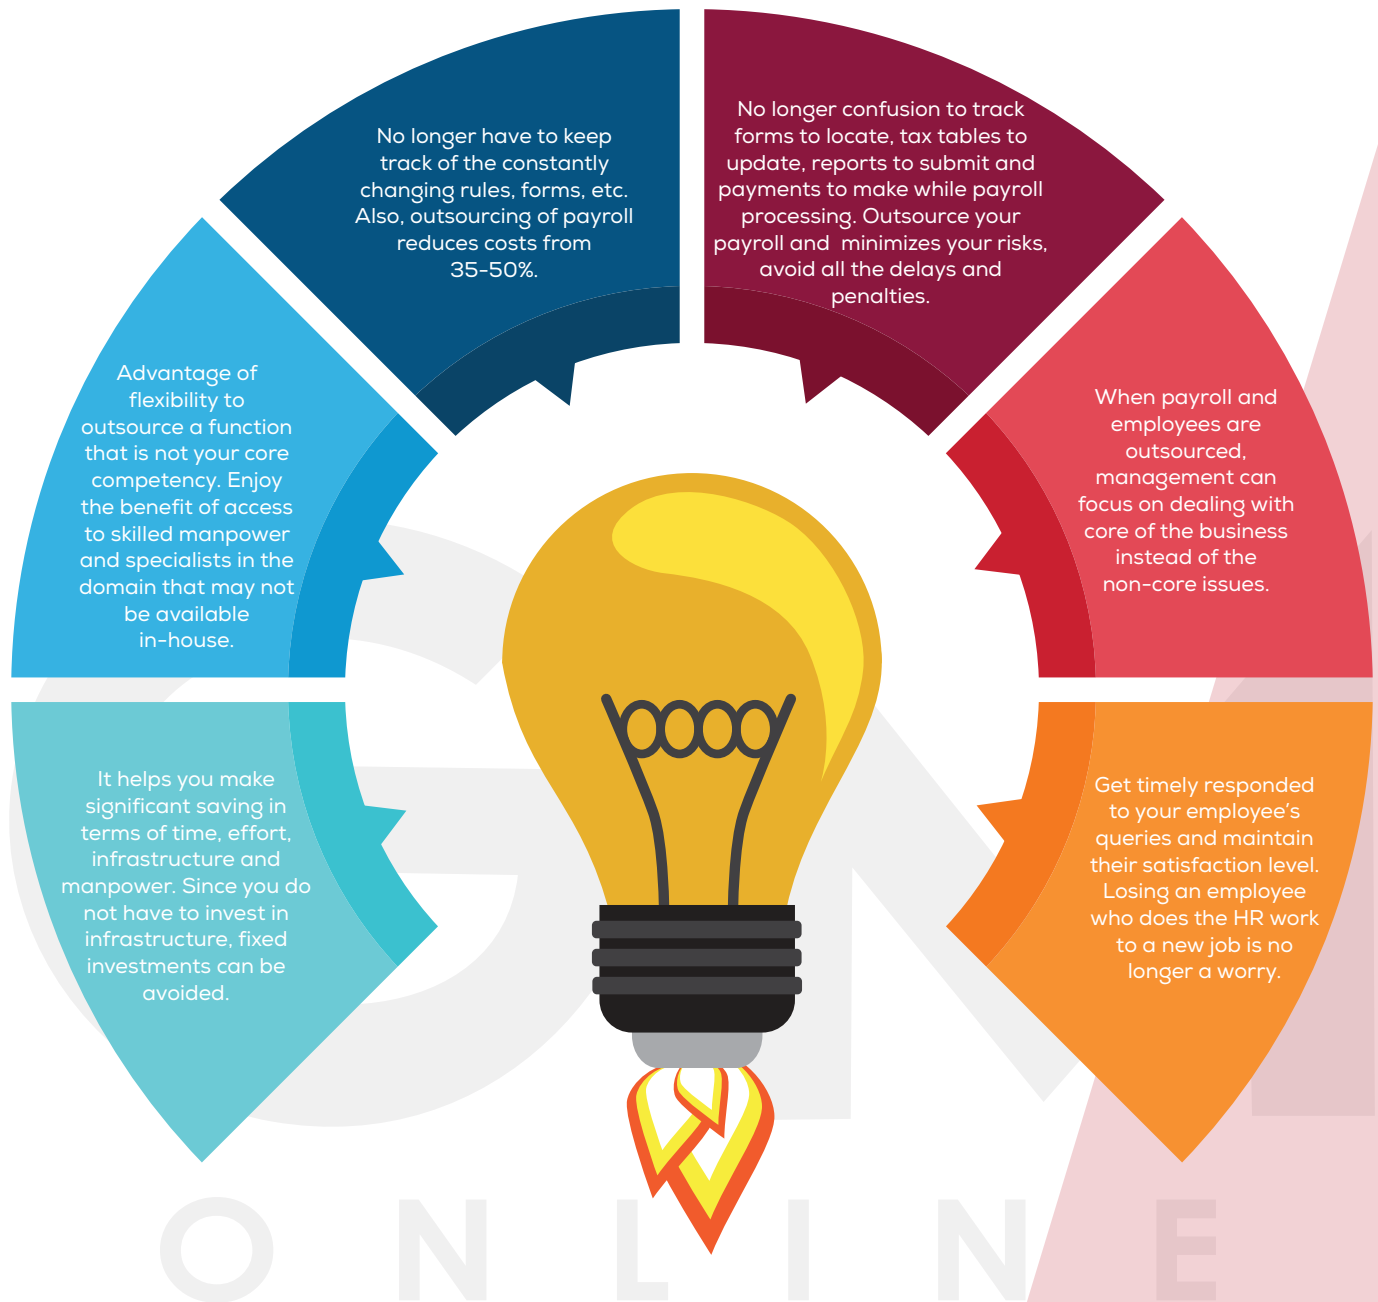 No longer have to keep
track of the constantly
changing rules, forms, etc.
Also, outsourcing of payroll
reduces costs from
35-50%.
No longer confusion to track
forms to locate, tax tables to
update, reports to submit and
payments to make while payroll
processing. Outsource your
payroll and  minimizes your risks,
avoid all the delays and
penalties.
Advantage of
flexibility to
outsource a function
that is not your core
competency. Enjoy
the benefit of access
to skilled manpower
and specialists in the
domain that may not
be available
in-house.
When payroll and
employees are
outsourced,
management can
focus on dealing with
core of the business
instead of the
non-core issues.
It helps you make
significant saving in
terms of time, effort,
infrastructure and
manpower. Since you do
not have to invest in
infrastructure, fixed
investments can be
avoided.
Get timely responded
to your employee's
queries and maintain
their satisfaction level.
Losing an employee
who does the HR work
to a new job is no
longer a worry.
ONLINE